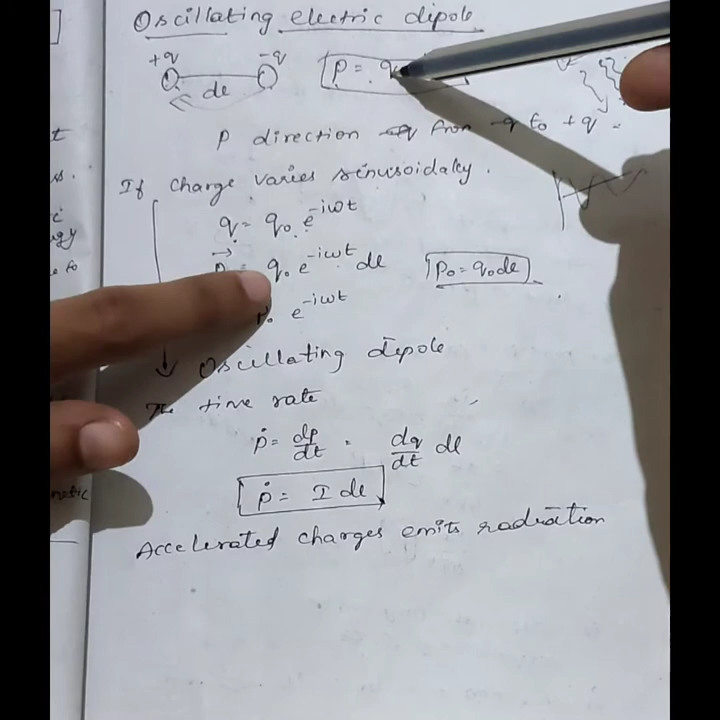 Oscillating electric dipole
+q -q
dl
P = q
P direction from -q to +q
If charge varies sinusoidaly.
q = q₀ e^-iωt
q₀ e^-iωt dl P₀ = q₀dl
e^-iωt
Oscillating dipole
The time rate
ṗ = dp/dt = dq/dt dl
ṗ = I dl
Accelerated charges emits radiation